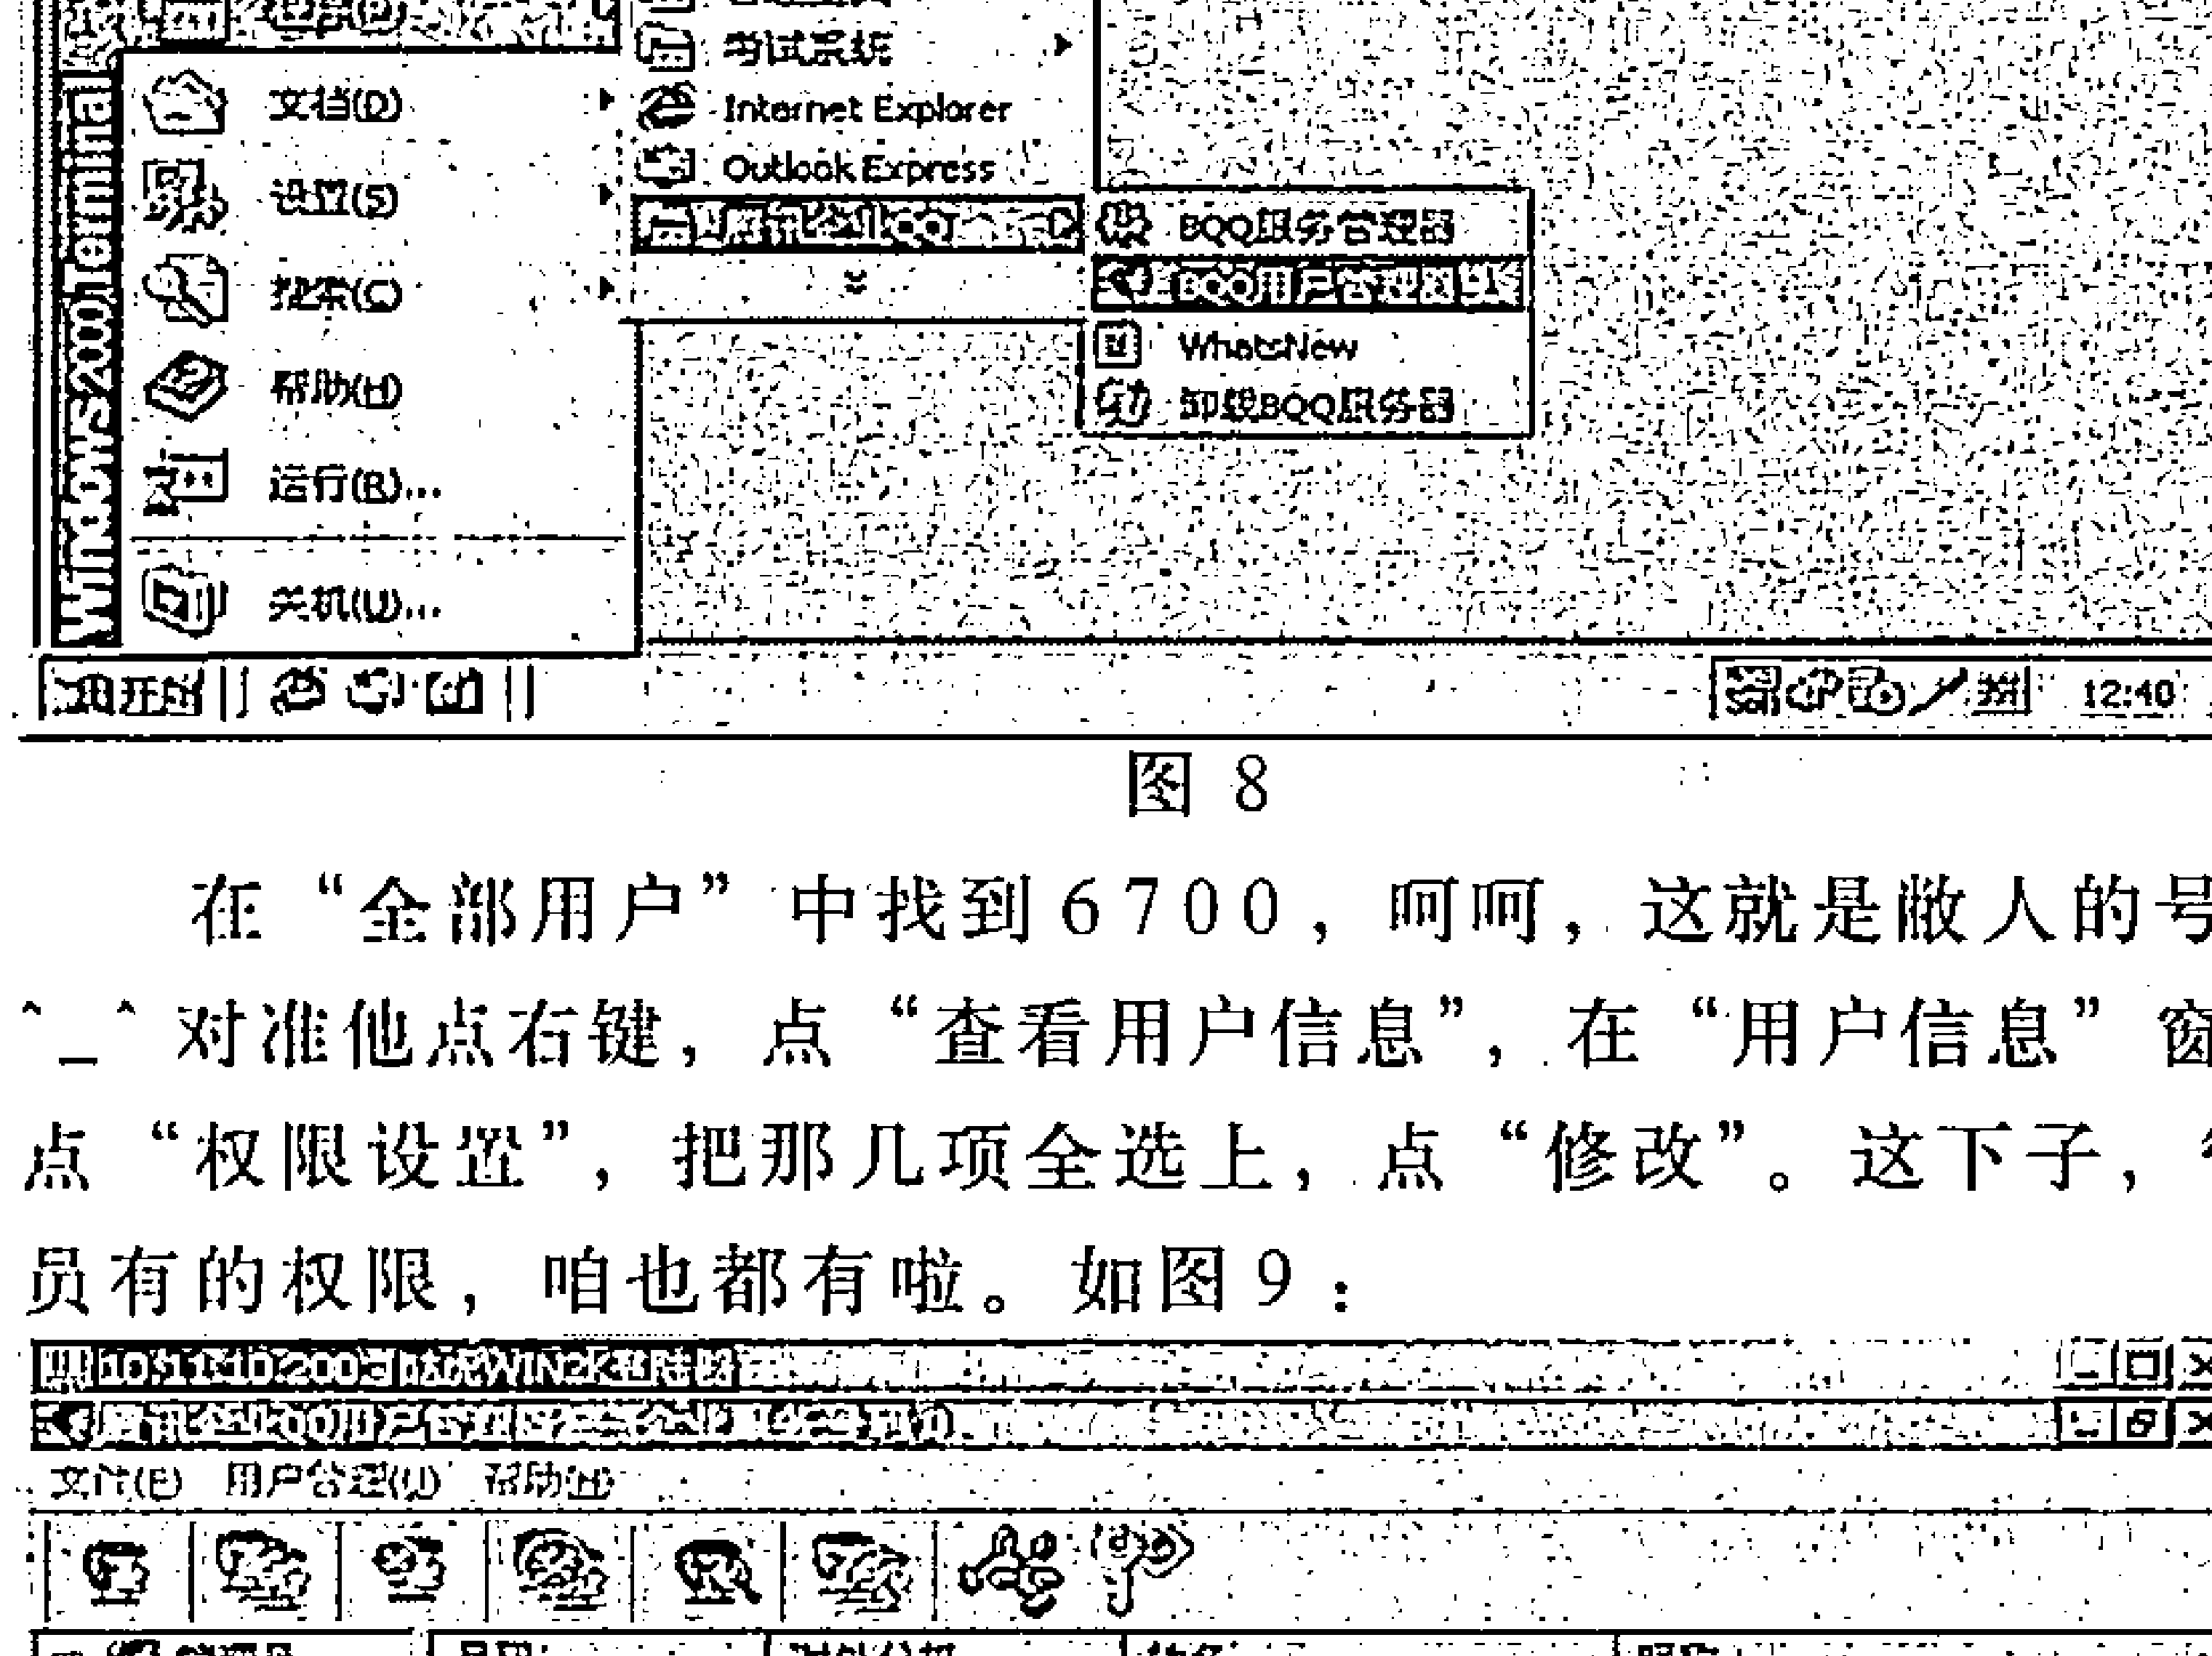 考试系统
Internet Explorer
Outlook Express
文档(D)
设置(S)
帮助(H)
运行(R)...
关机(U)...
Windows2000Terminal
BQQ服务管理器
BQQ用户管理器
WhatsNew
卸载BQQ服务器
开始
12:40
图 8
在“全部用户”中找到6700，呵呵，这就是敝人的号
^_^对准他点右键，点“查看用户信息”，在“用户信息”窗
点“权限设置”，把那几项全选上，点“修改”。这下子，
员有的权限，咱也都有啦。如图9：
文件(F) 用户管理(U) 帮助(H)